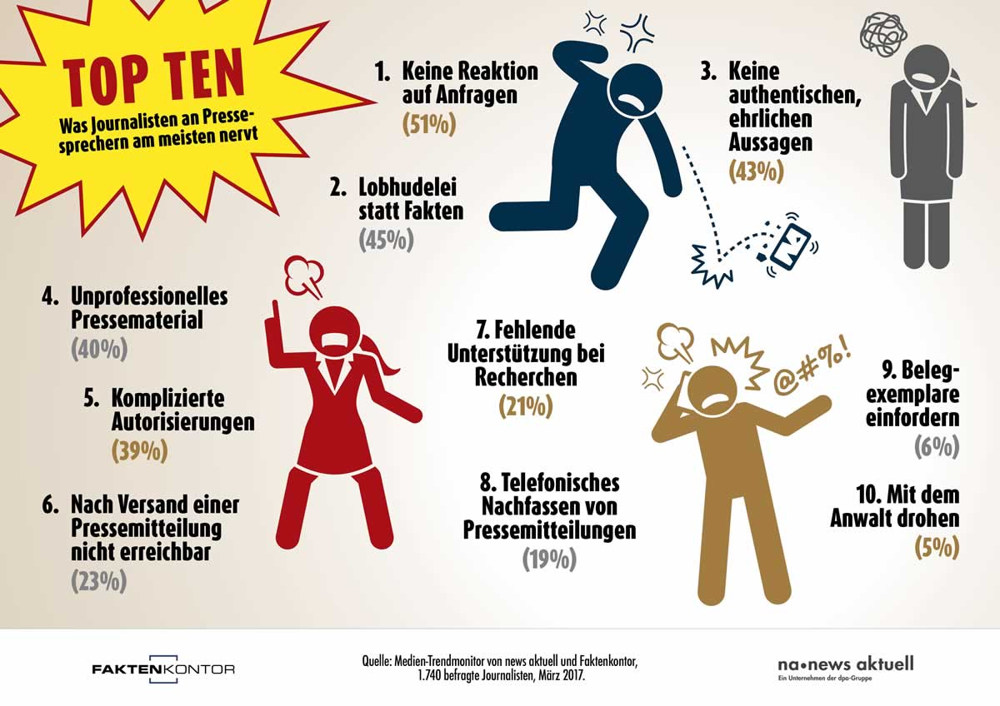 TOP TEN
Was Journalisten an Presse-
sprechern am meisten nervt
1. Keine Reaktion
auf Anfragen
(51%)
2. Lobhudelei
statt Fakten
(45%)
3. Keine
authentischen,
ehrlichen
Aussagen
(43%)
4. Unprofessionelles
Pressematerial
(40%)
5. Komplizierte
Autorisierungen
(39%)
6. Nach Versand einer
Pressemitteilung
nicht erreichbar
(23%)
7. Fehlende
Unterstützung bei
Recherchen
(21%)
8. Telefonisches
Nachfassen von
Pressemitteilungen
(19%)
@#%!
9. Beleg-
exemplare
einfordern
(6%)
10. Mit dem
Anwalt drohen
(5%)
FAKTENKONTOR
Quelle: Medien-Trendmonitor von news aktuell und Faktenkontor,
1.740 befragte Journalisten, März 2017.
na•news aktuell
Ein Unternehmen der dpa-Gruppe